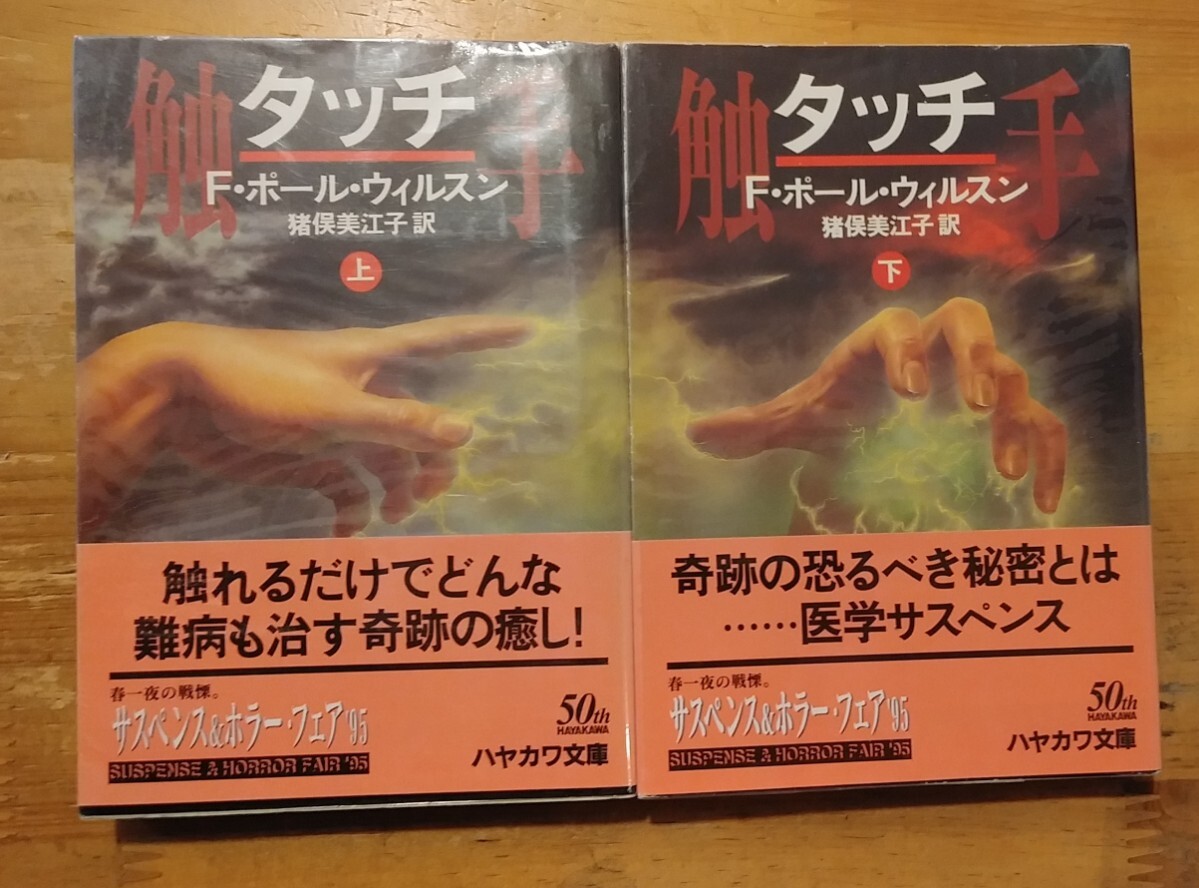 触手
タッチ
F・ポール・ウィルスン
猪俣美江子 訳
上
触れるだけでどんな
難病も治す奇跡の癒し!
春一夜の戦慄。
サスペンス&ホラー・フェア'95
SUSPENSE & HORROR FAIR '95
50th
HAYAKAWA
ハヤカワ文庫
触手
タッチ
F・ポール・ウィルスン
猪俣美江子 訳
下
奇跡の恐るべき秘密とは
……医学サスペンス
春一夜の戦慄。
サスペンス&ホラー・フェア'95
SUSPENSE & HORROR FAIR '95
50th
HAYAKAWA
ハヤカワ文庫